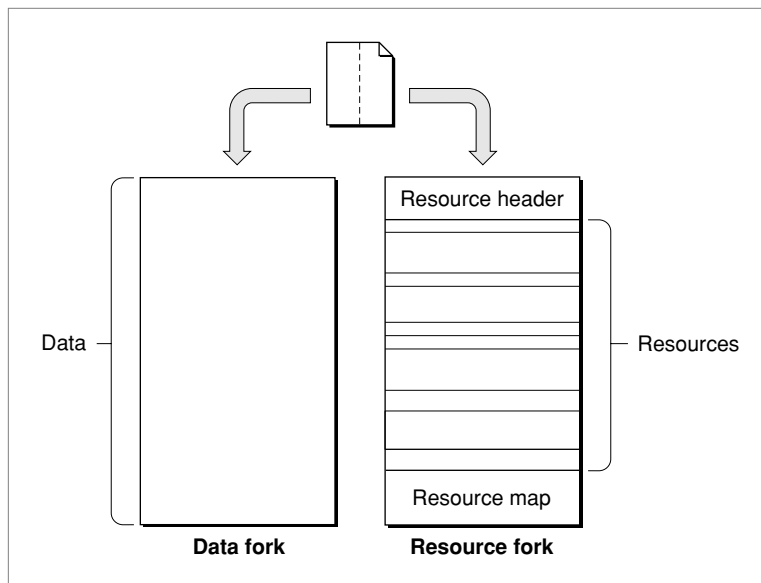 Resource header
Data
Resources
Resource map
Data fork
Resource fork